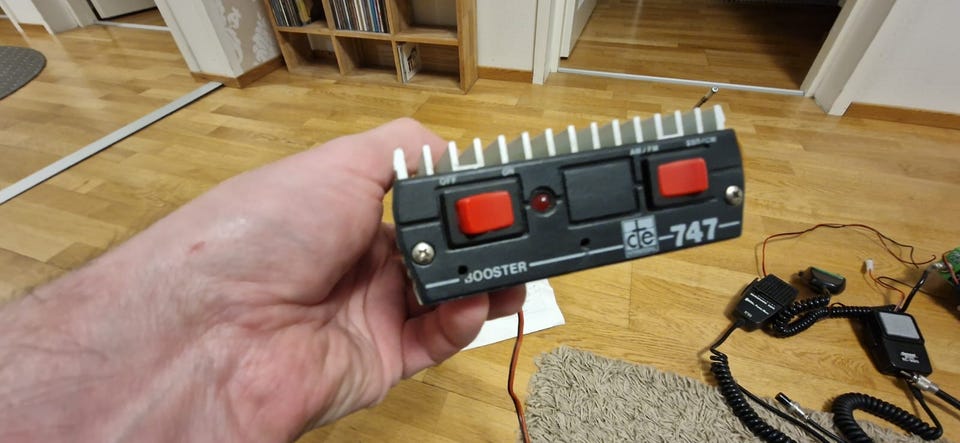 OFF ON AM/FM SSB/CW
BOOSTER cte 747